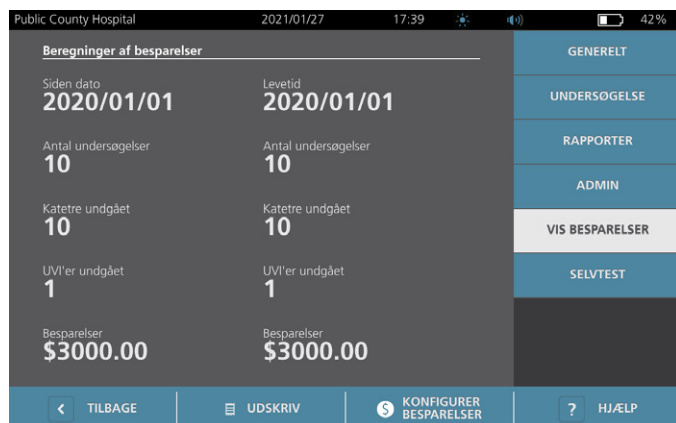 Public County Hospital 2021/01/27 17:39 42%
Beregninger af besparelser
Siden dato
2020/01/01
Levetid
2020/01/01
Antal undersøgelser
10
Antal undersøgelser
10
Katetre undgået
10
Katetre undgået
10
UVI'er undgået
1
UVI'er undgået
1
Besparelser
$3000.00
Besparelser
$3000.00
GENERELT
UNDERSØGELSE
RAPPORTER
ADMIN
VIS BESPARELSER
SELVTEST
< TILBAGE
UDSKRIV
$ KONFIGURER
BESPARELSER
? HJÆLP